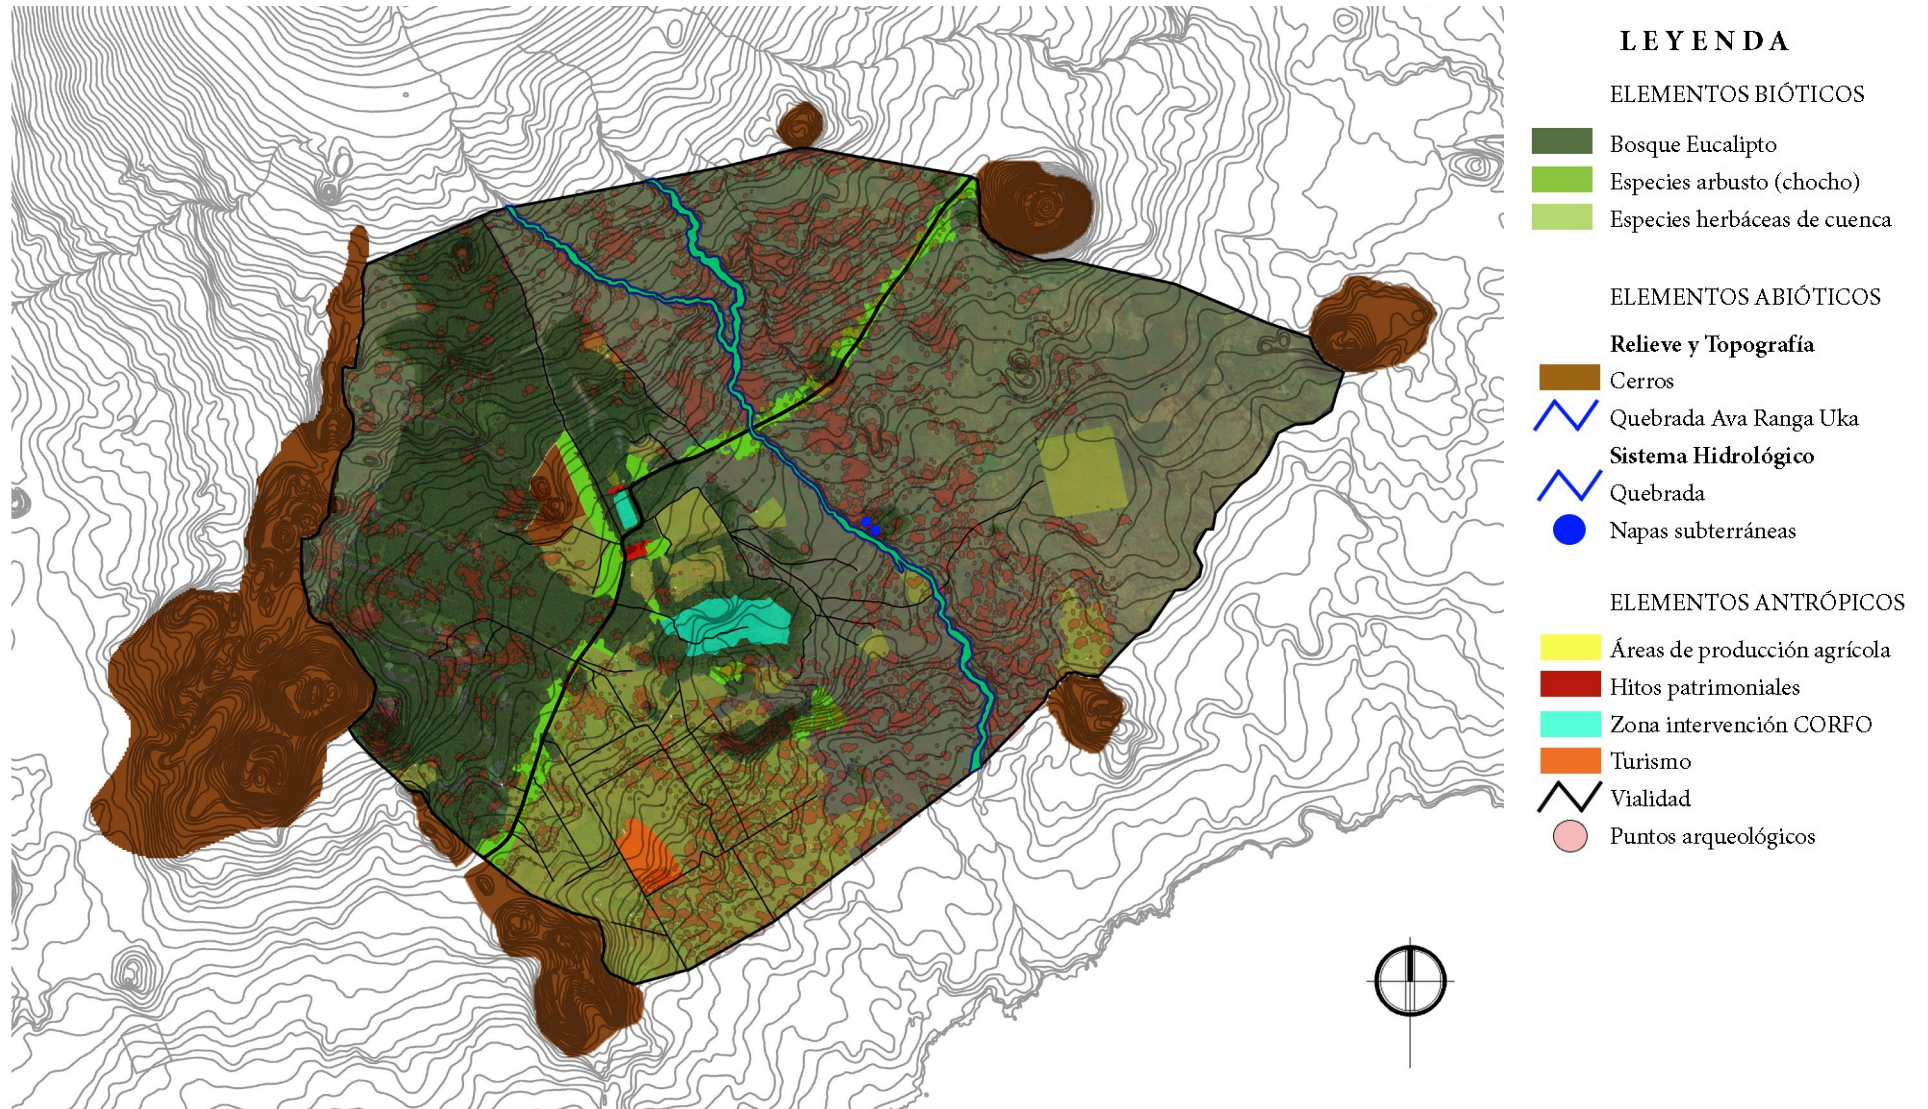 LEYENDA
ELEMENTOS BIÓTICOS
Bosque Eucalipto
Especies arbusto (chocho)
Especies herbáceas de cuenca
ELEMENTOS ABIÓTICOS
Relieve y Topografía
Cerros
Quebrada Ava Ranga Uka
Sistema Hidrológico
Quebrada
Napas subterráneas
ELEMENTOS ANTRÓPICOS
Áreas de producción agrícola
Hitos patrimoniales
Zona intervención CORFO
Turismo
Vialidad
Puntos arqueológicos